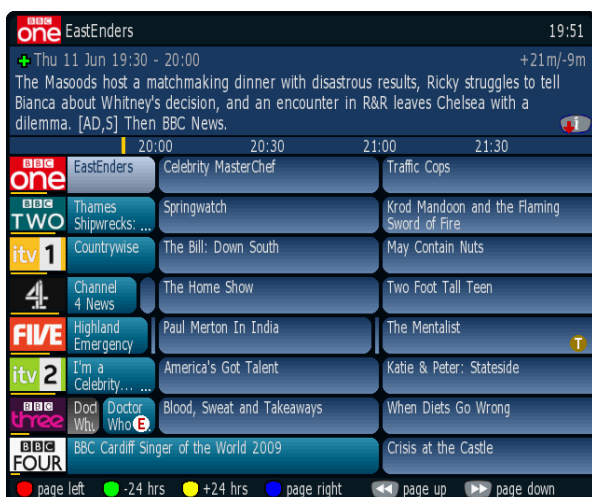 BBC one EastEnders 19:51
Thu 11 Jun 19:30 - 20:00 +21m/-9m
The Masoods host a matchmaking dinner with disastrous results, Ricky struggles to tell
Bianca about Whitney's decision, and an encounter in R&R leaves Chelsea with a
dilemma. [AD,S] Then BBC News.
i
20:00 20:30 21:00 21:30
BBC one EastEnders Celebrity MasterChef Traffic Cops
BBC TWO Thames Shipwrecks: ... Springwatch Krod Mandoon and the Flaming
Sword of Fire
itv 1 Countrywise The Bill: Down South May Contain Nuts
4 Channel
4 News The Home Show Two Foot Tall Teen
FIVE Highland
Emergency Paul Merton In India The Mentalist
T
itv 2 I'm a
Celebrity... ... America's Got Talent Katie & Peter: Stateside
BBC three Doctor
Who E Blood, Sweat and Takeaways When Diets Go Wrong
BBC FOUR BBC Cardiff Singer of the World 2009 Crisis at the Castle
page left -24 hrs +24 hrs page right page up page down